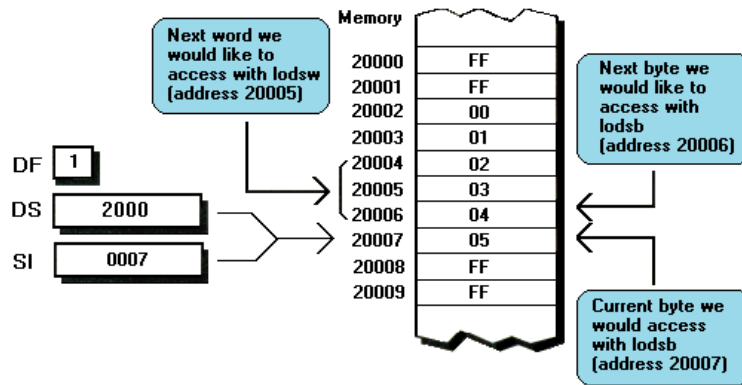 Memory
Next word we
would like to
access with lodsw
(address 20005)
20000 FF
20001 FF
20002 00
20003 01
20004 02
20005 03
20006 04
20007 05
20008 FF
20009 FF
DF 1
DS 2000
SI 0007
Next byte we
would like to
access with
lodsb
(address 20006)
Current byte we
would access
with lodsb
(address 20007)